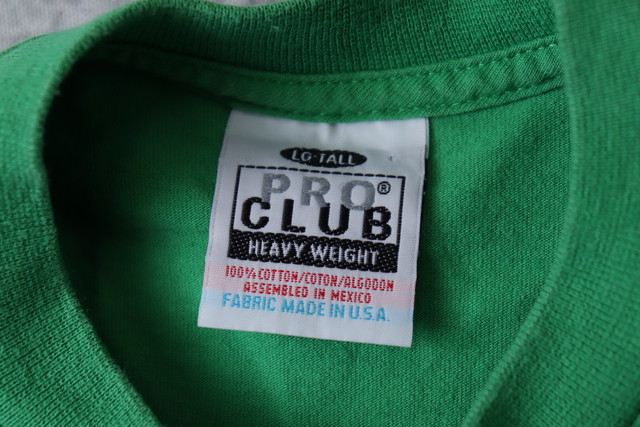 LG-TALL
PRO®
CLUB
HEAVY WEIGHT
100% COTTON/COTON/ALGODON
ASSEMBLED IN MEXICO
FABRIC MADE IN U.S.A.